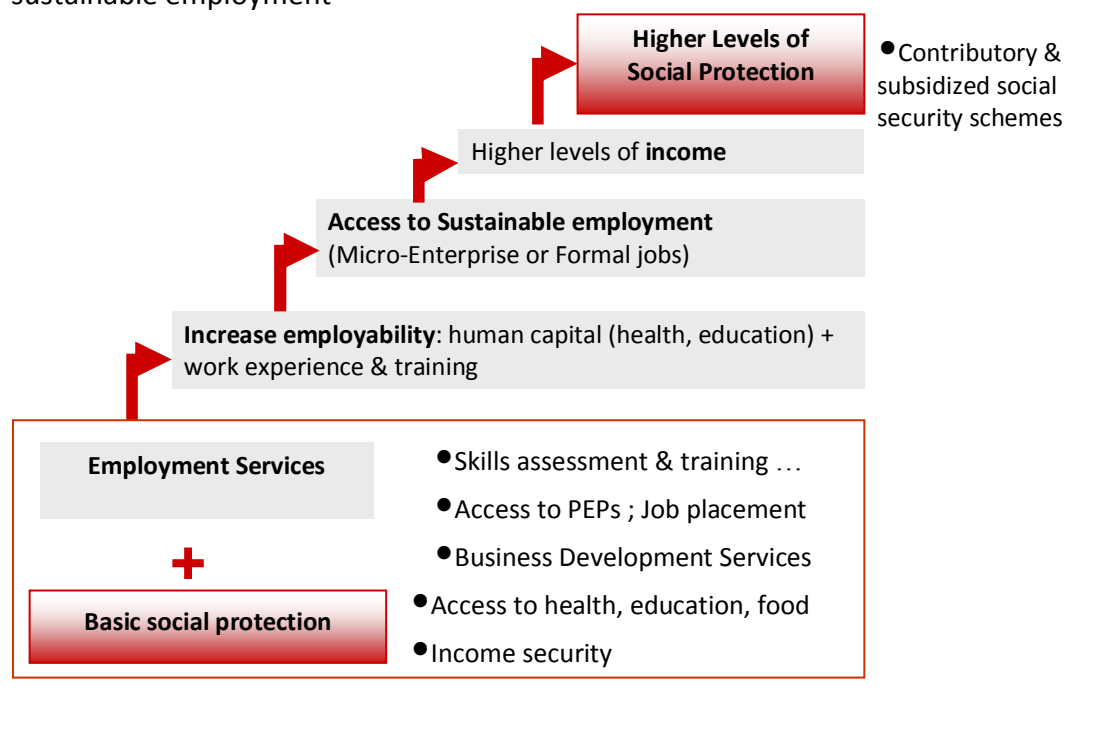 sustainable employment
Higher Levels of
Social Protection
•Contributory &
subsidized social
security schemes
Higher levels of income
Access to Sustainable employment
(Micro-Enterprise or Formal jobs)
Increase employability: human capital (health, education) +
work experience & training
Employment Services
•Skills assessment & training …
•Access to PEPs ; Job placement
•Business Development Services
+
Basic social protection
•Access to health, education, food
•Income security